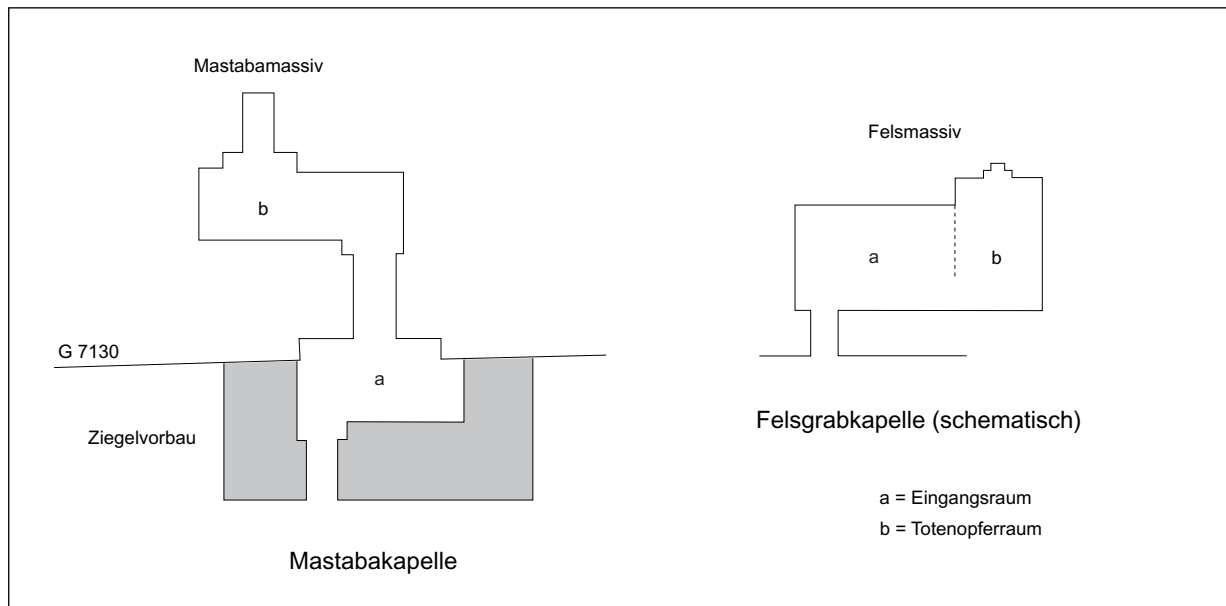 Mastabamassiv
b
G 7130
a
Ziegelvorbau
Mastabakapelle
Felsmassiv
a
b
Felsgrabkapelle (schematisch)
a = Eingangsraum
b = Totenopferraum